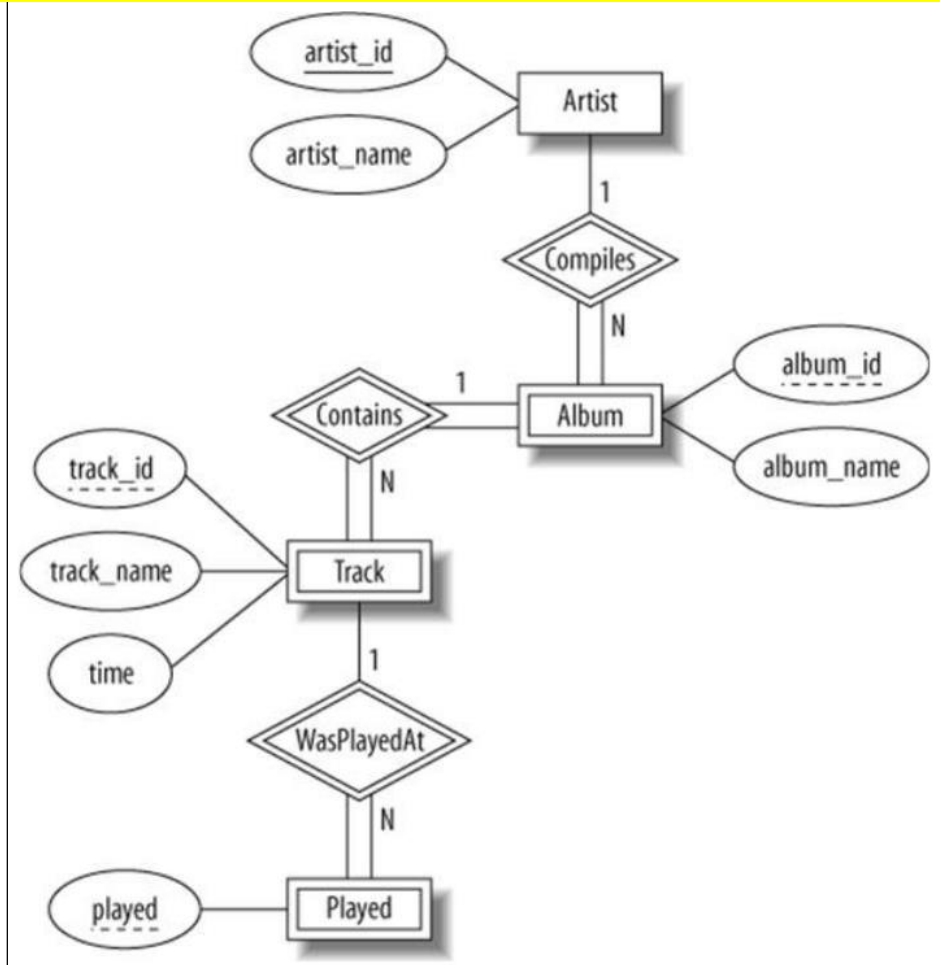 artist_id
Artist
artist_name
1
Compiles
N
album_id
1
Contains
Album
album_name
track_id
N
track_name
Track
time
1
WasPlayedAt
N
played
Played